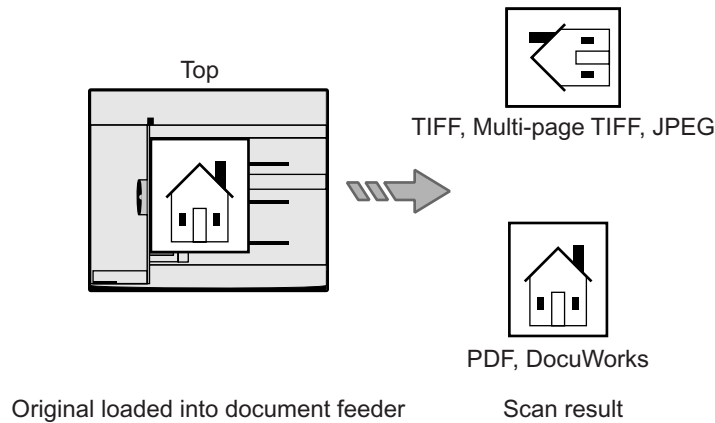 Top
TIFF, Multi-page TIFF, JPEG
PDF, DocuWorks
Original loaded into document feeder
Scan result